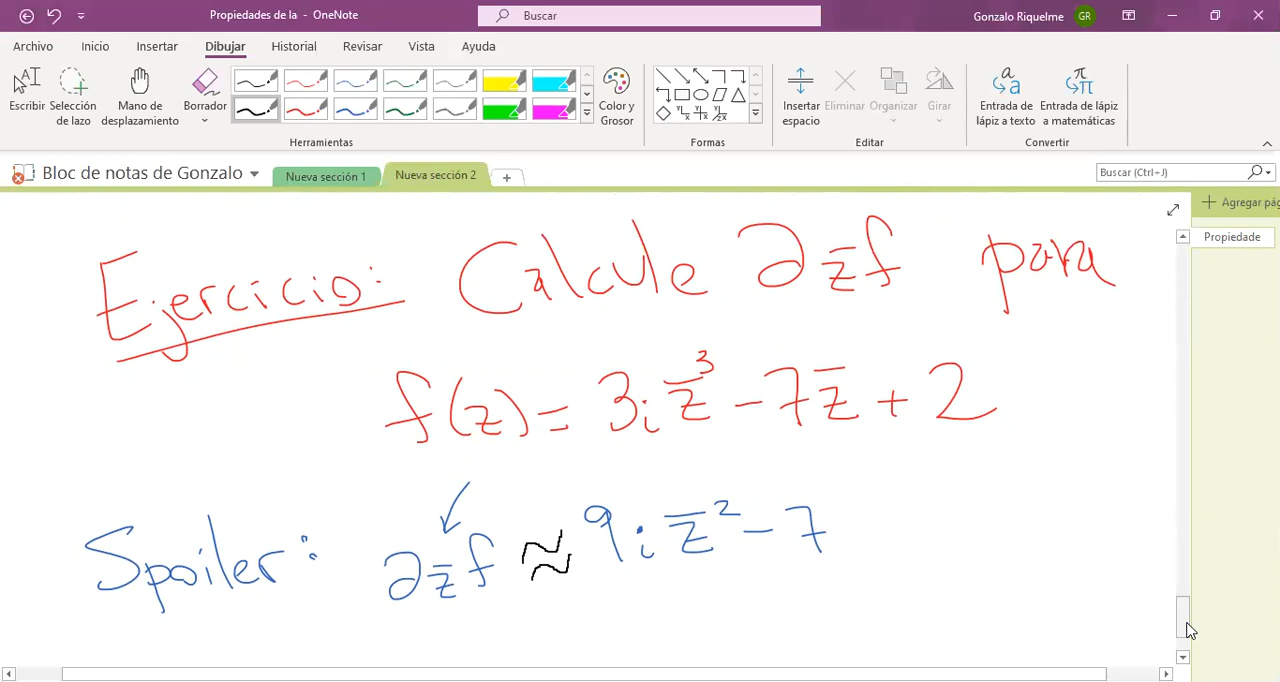 Propiedades de la - OneNote
Buscar
Gonzalo Riquelme GR
Archivo Inicio Insertar Dibujar Historial Revisar Vista Ayuda
Escribir Selección de lazo Mano de desplazamiento Borrador Color y Grosor Insertar espacio Eliminar Organizar Girar Entrada de lápiz a texto Entrada de lápiz a matemáticas
Herramientas Formas Editar Convertir
Bloc de notas de Gonzalo Nueva sección 1 Nueva sección 2 Buscar (Ctrl+J)
Agregar pág
Propiedade
Ejercicio: Calcule ∂z̄f para
f(z) = 3i z̄³ - 7z̄ + 2
Spoiler: ∂z̄f ≈ 9i z̄² - 7